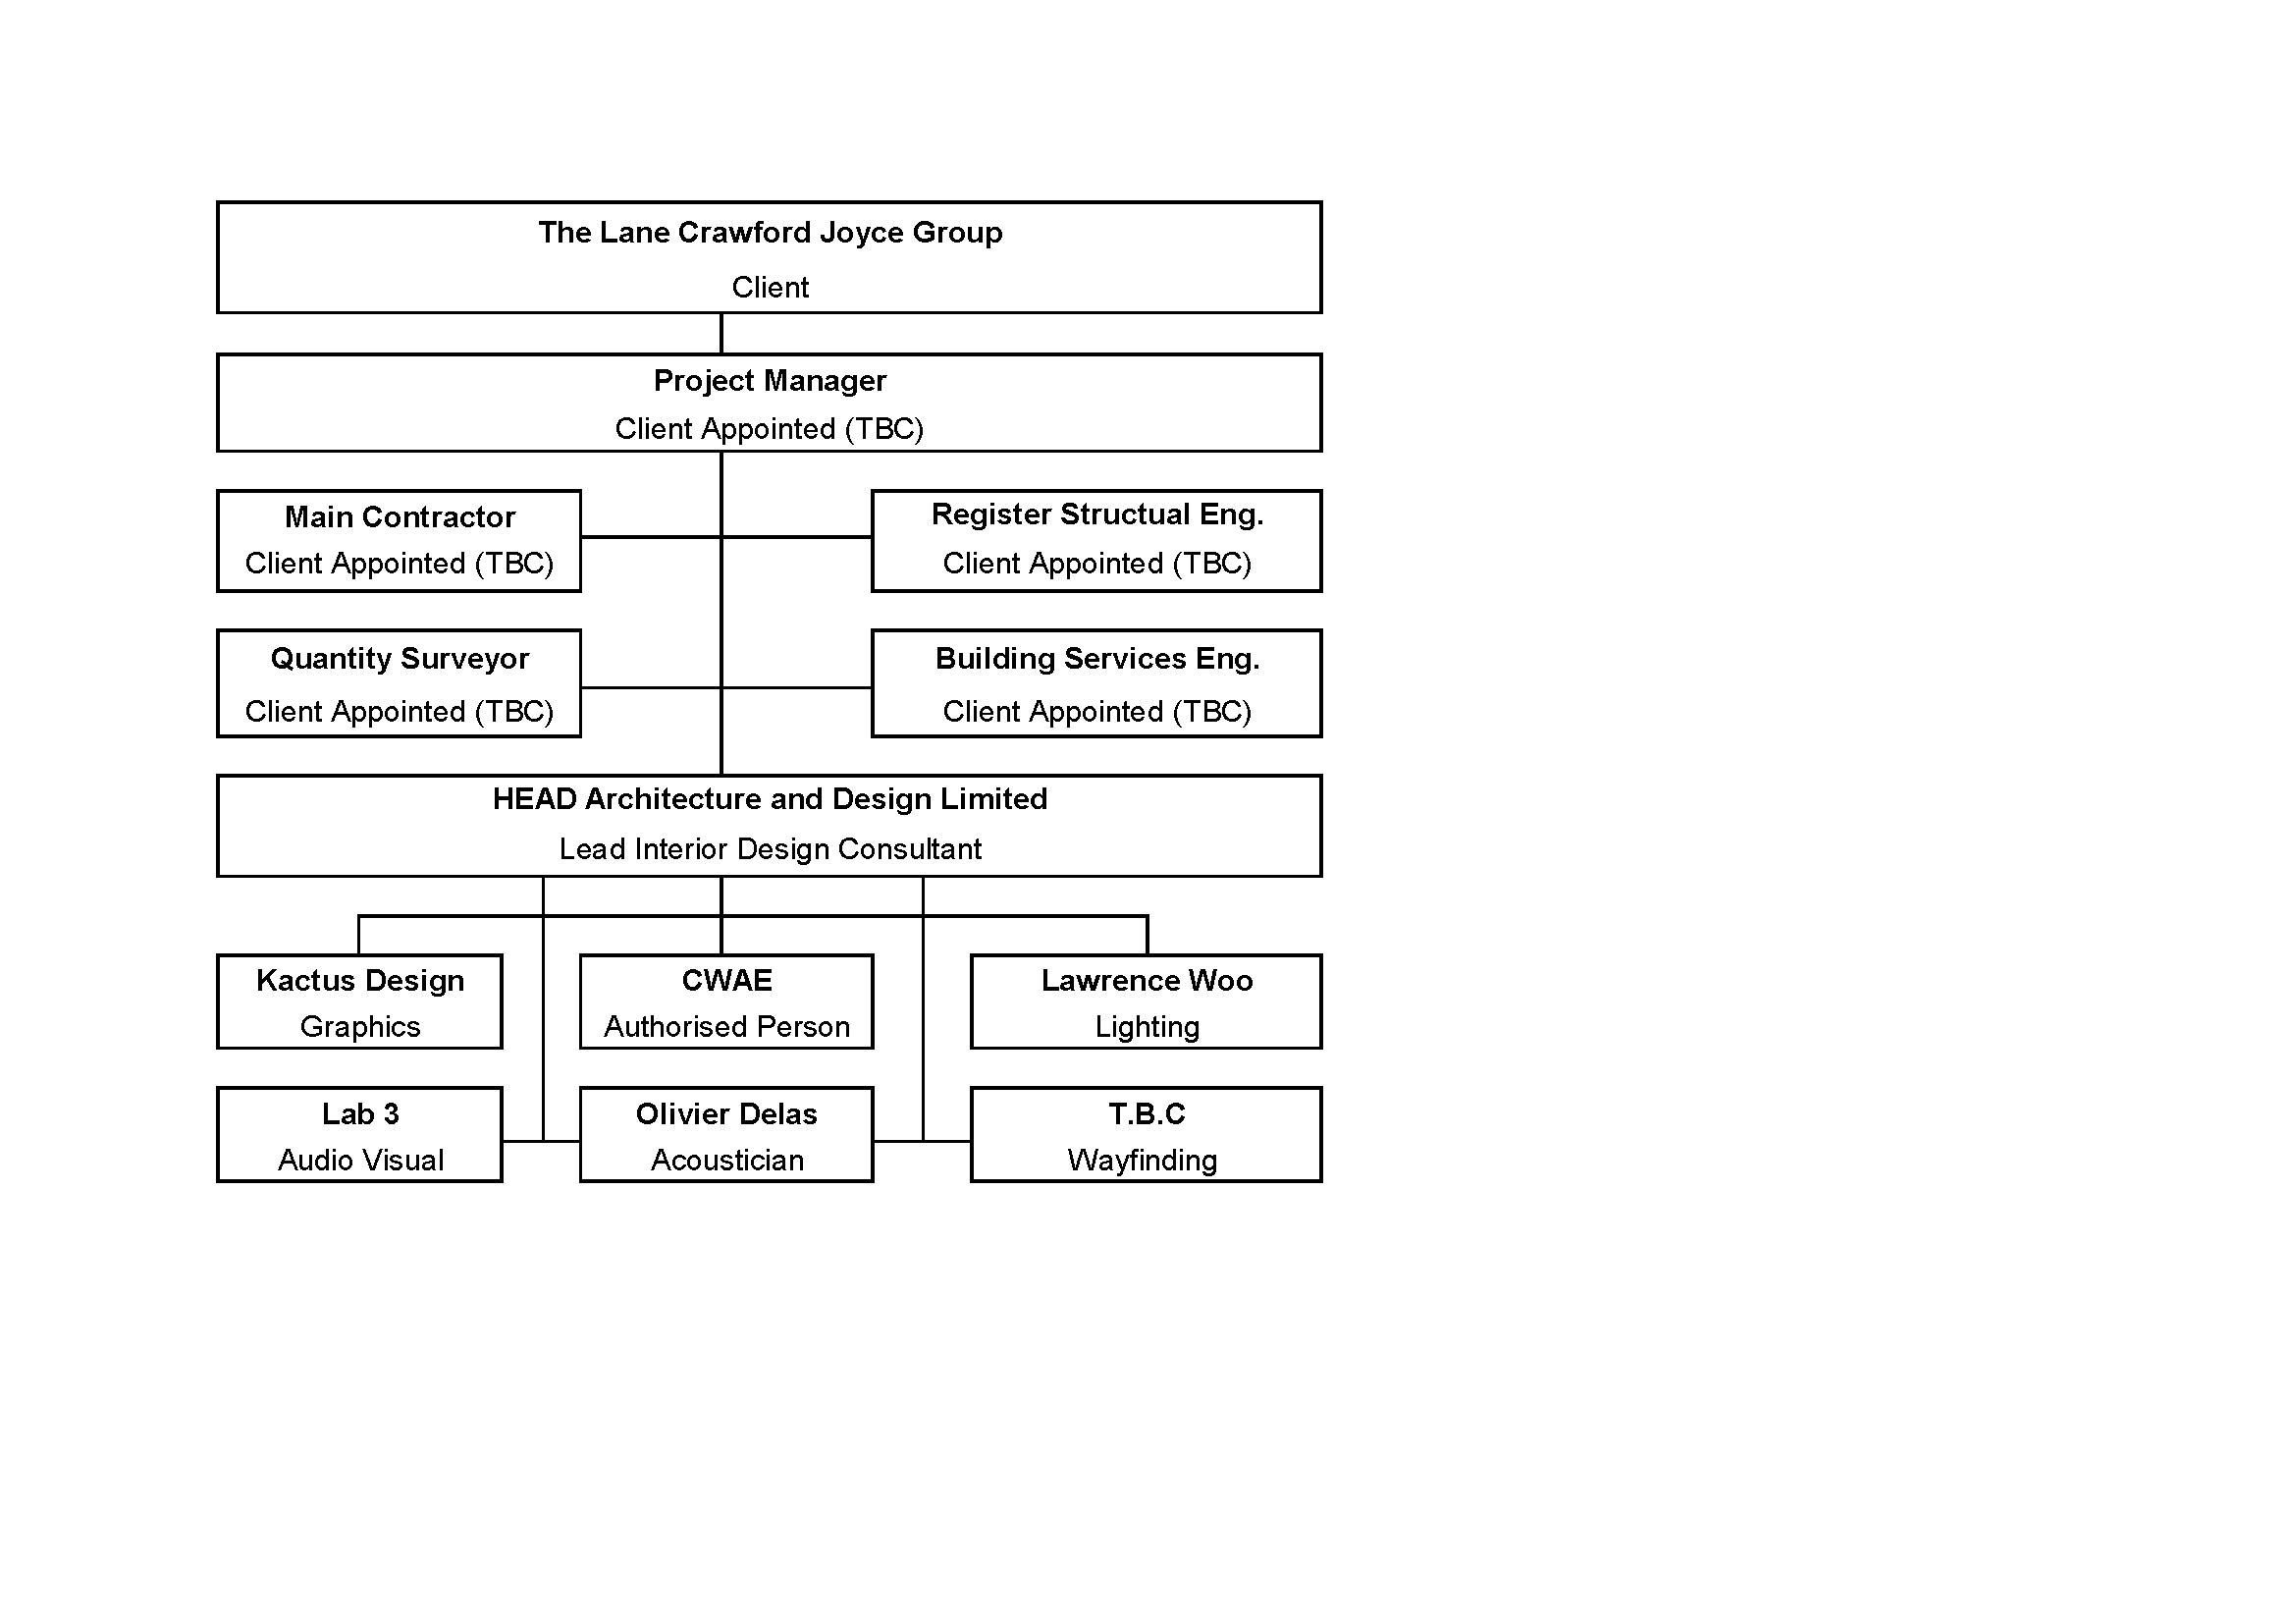 The Lane Crawford Joyce Group
Client
Project Manager
Client Appointed (TBC)
Main Contractor
Client Appointed (TBC)
Register Structual Eng.
Client Appointed (TBC)
Quantity Surveyor
Client Appointed (TBC)
Building Services Eng.
Client Appointed (TBC)
HEAD Architecture and Design Limited
Lead Interior Design Consultant
Kactus Design
Graphics
CWAE
Authorised Person
Lawrence Woo
Lighting
Lab 3
Audio Visual
Olivier Delas
Acoustician
T.B.C
Wayfinding